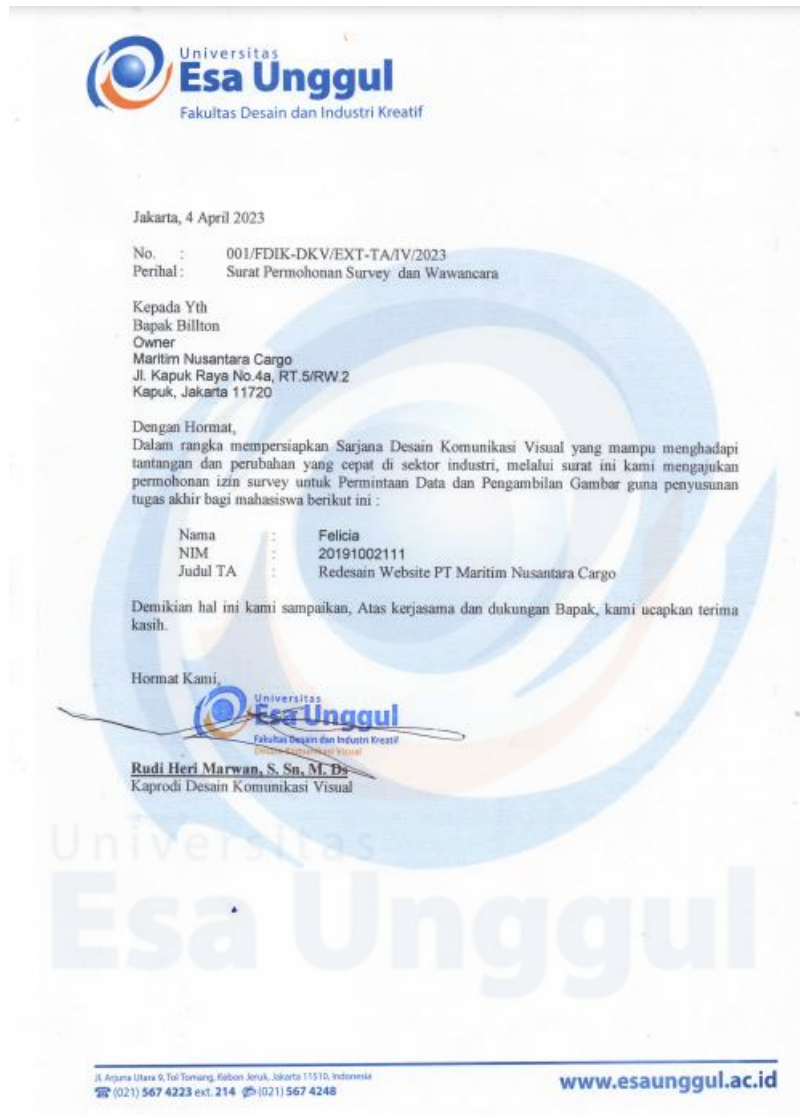 Universitas
Esa Unggul
Fakultas Desain dan Industri Kreatif
Jakarta, 4 April 2023
No. : 001/FDIK-DKV/EXT-TA/IV/2023
Perihal : Surat Permohonan Survey dan Wawancara
Kepada Yth
Bapak Billton
Owner
Maritim Nusantara Cargo
Jl. Kapuk Raya No.4a, RT.5/RW.2
Kapuk, Jakarta 11720
Dengan Hormat,
Dalam rangka mempersiapkan Sarjana Desain Komunikasi Visual yang mampu menghadapi
tantangan dan perubahan yang cepat di sektor industri, melalui surat ini kami mengajukan
permohonan izin survey untuk Permintaan Data dan Pengambilan Gambar guna penyusunan
tugas akhir bagi mahasiswa berikut ini :
Nama : Felicia
NIM : 20191002111
Judul TA : Redesain Website PT Maritim Nusantara Cargo
Demikian hal ini kami sampaikan, Atas kerjasama dan dukungan Bapak, kami ucapkan terima
kasih.
Hormat Kami,
Universitas
Esa Unggul
Fakultas Desain dan Industri Kreatif
Desain Komunikasi Visual
Rudi Heri Marwan, S. Sn, M. Ds
Kaprodi Desain Komunikasi Visual
Universitas
Esa Unggul
Jl. Arjuna Utara 9, Tol Tomang, Kebon Jeruk, Jakarta 11510, Indonesia
(021) 567 4223 ext. 214 (021) 567 4248
www.esaunggul.ac.id